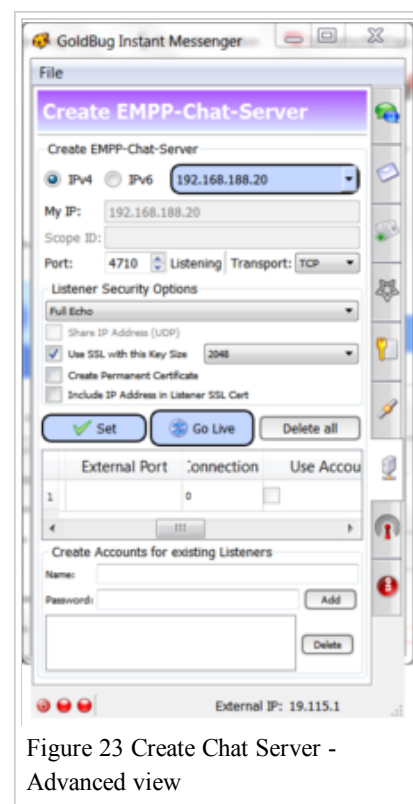 GoldBug Instant Messenger
File
Create EMPP-Chat-Server
Create EMPP-Chat-Server
IPv4 IPv6 192.168.188.20
My IP: 192.168.188.20
Scope ID:
Port: 4710 Listening Transport: TCP
Listener Security Options
Full Echo
Share IP Address (UDP)
Use SSL with this Key Size 2048
Create Permanent Certificate
Include IP Address in Listener SSL Cert
Set Go Live Delete all
External Port Connection Use Accou
1 0
Create Accounts for existing Listeners
Name:
Password: Add
Delete
External IP: 19.115.1
Figure 23 Create Chat Server -
Advanced view